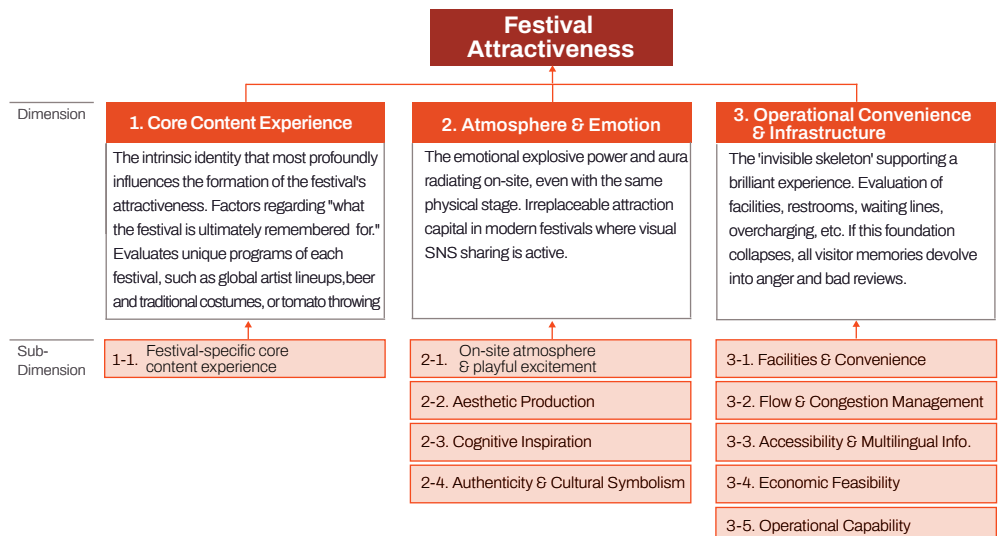 Festival
Attractiveness
Dimension
1. Core Content Experience
The intrinsic identity that most profoundly
influences the formation of the festival's
attractiveness. Factors regarding "what
the festival is ultimately remembered for."
Evaluates unique programs of each
festival, such as global artist lineups,beer
and traditional costumes, or tomato throwing
2. Atmosphere & Emotion
The emotional explosive power and aura
radiating on-site, even with the same
physical stage. Irreplaceable attraction
capital in modern festivals where visual
SNS sharing is active.
3. Operational Convenience
& Infrastructure
The 'invisible skeleton' supporting a
brilliant experience. Evaluation of
facilities, restrooms, waiting lines,
overcharging, etc. If this foundation
collapses, all visitor memories devolve
into anger and bad reviews.
Sub-
Dimension
1-1. Festival-specific core
content experience
2-1. On-site atmosphere
& playful excitement
2-2. Aesthetic Production
2-3. Cognitive Inspiration
2-4. Authenticity & Cultural Symbolism
3-1. Facilities & Convenience
3-2. Flow & Congestion Management
3-3. Accessibility & Multilingual Info.
3-4. Economic Feasibility
3-5. Operational Capability